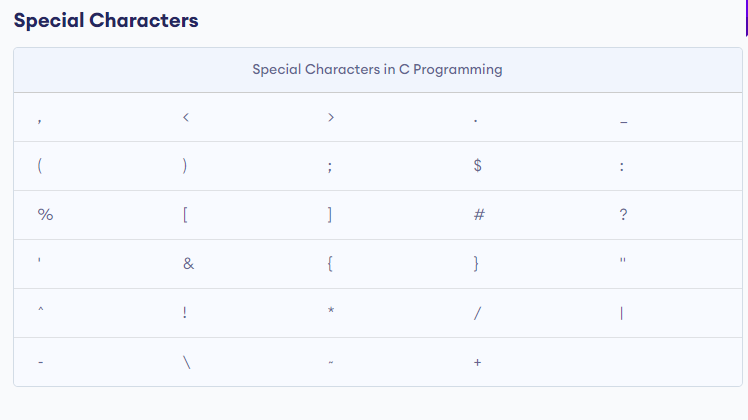 Special Characters
Special Characters in C Programming
, < > . _
( ) ; $ :
% [ ] # ?
' & { } "
^ ! * / |
- \ ~ +